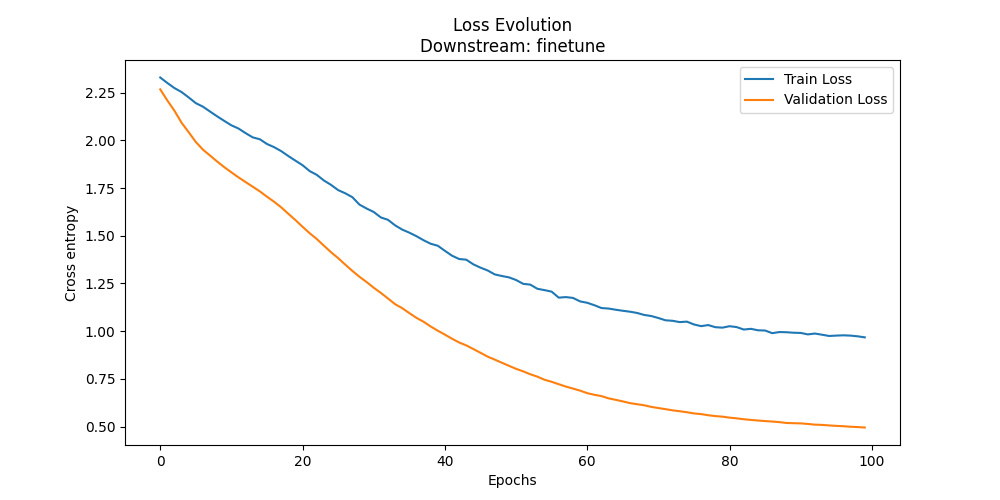 Loss Evolution
Downstream: finetune
Train Loss
Validation Loss
Cross entropy
2.25
2.00
1.75
1.50
1.25
1.00
0.75
0.50
0 20 40 60 80 100
Epochs